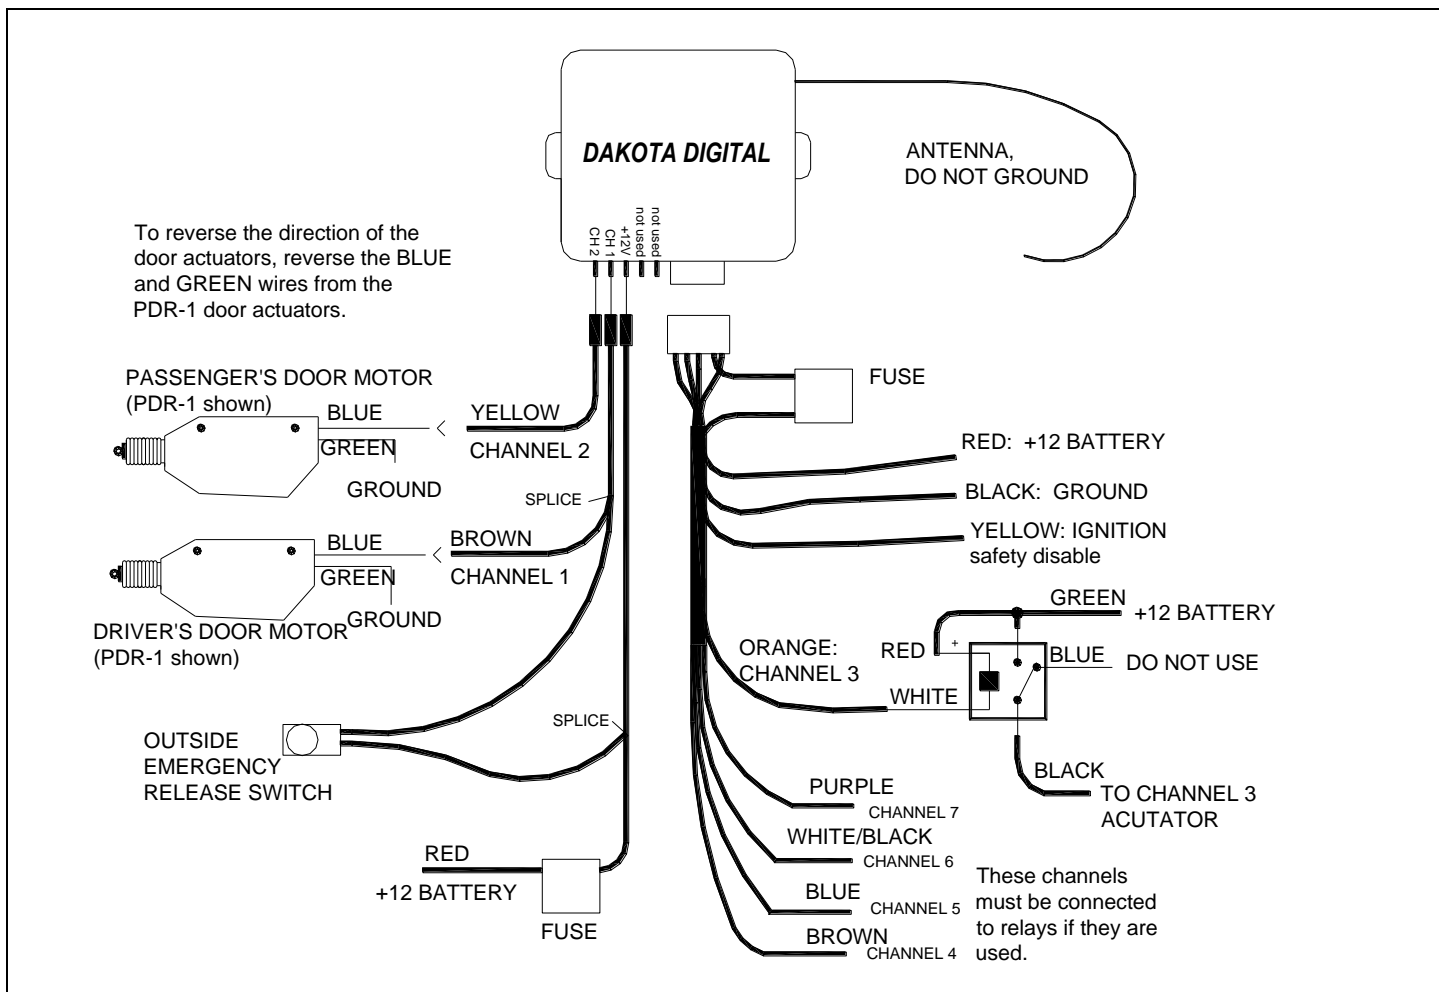 DAKOTA DIGITAL
ANTENNA,
DO NOT GROUND
CH 2
CH 1
+12V
not used
not used
To reverse the direction of the
door actuators, reverse the BLUE
and GREEN wires from the
PDR-1 door actuators.
FUSE
PASSENGER'S DOOR MOTOR
(PDR-1 shown)
BLUE
YELLOW
GREEN
CHANNEL 2
GROUND
SPLICE
RED: +12 BATTERY
BLACK: GROUND
YELLOW: IGNITION
safety disable
BLUE
BROWN
GREEN
CHANNEL 1
GROUND
DRIVER'S DOOR MOTOR
(PDR-1 shown)
GREEN
+12 BATTERY
ORANGE:
CHANNEL 3
RED
+
BLUE
DO NOT USE
WHITE
SPLICE
OUTSIDE
EMERGENCY
RELEASE SWITCH
BLACK
TO CHANNEL 3
ACUTATOR
PURPLE
CHANNEL 7
WHITE/BLACK
CHANNEL 6
BLUE
CHANNEL 5
BROWN
CHANNEL 4
These channels
must be connected
to relays if they are
used.
RED
+12 BATTERY
FUSE